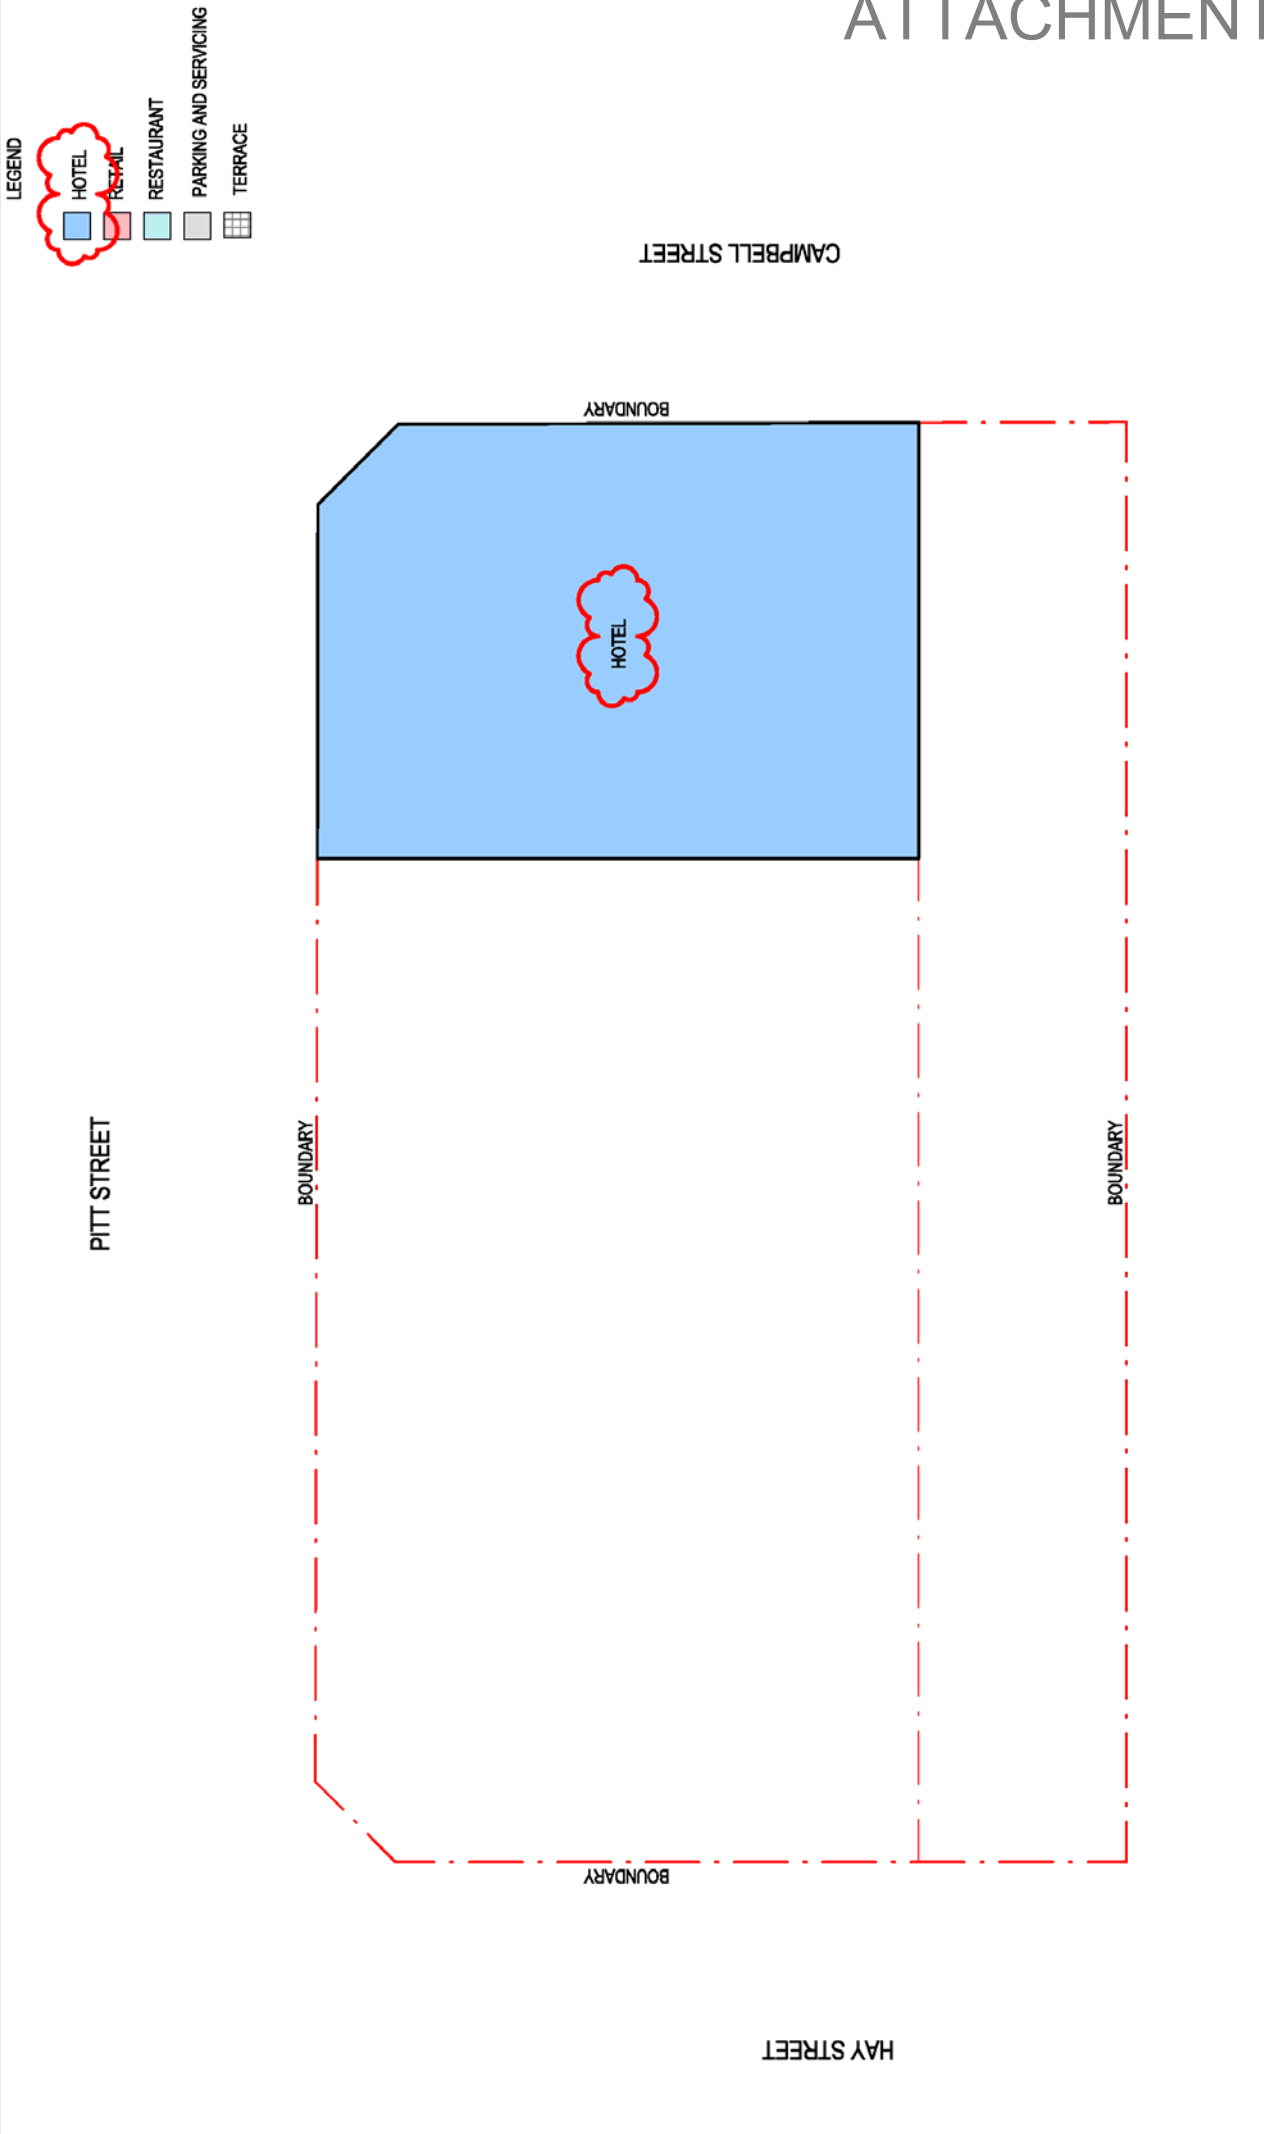 ATTACHMENT
LEGEND
HOTEL
RETAIL
RESTAURANT
PARKING AND SERVICING
TERRACE
CAMPBELL STREET
BOUNDARY
HOTEL
PITT STREET
BOUNDARY
BOUNDARY
BOUNDARY
HAY STREET